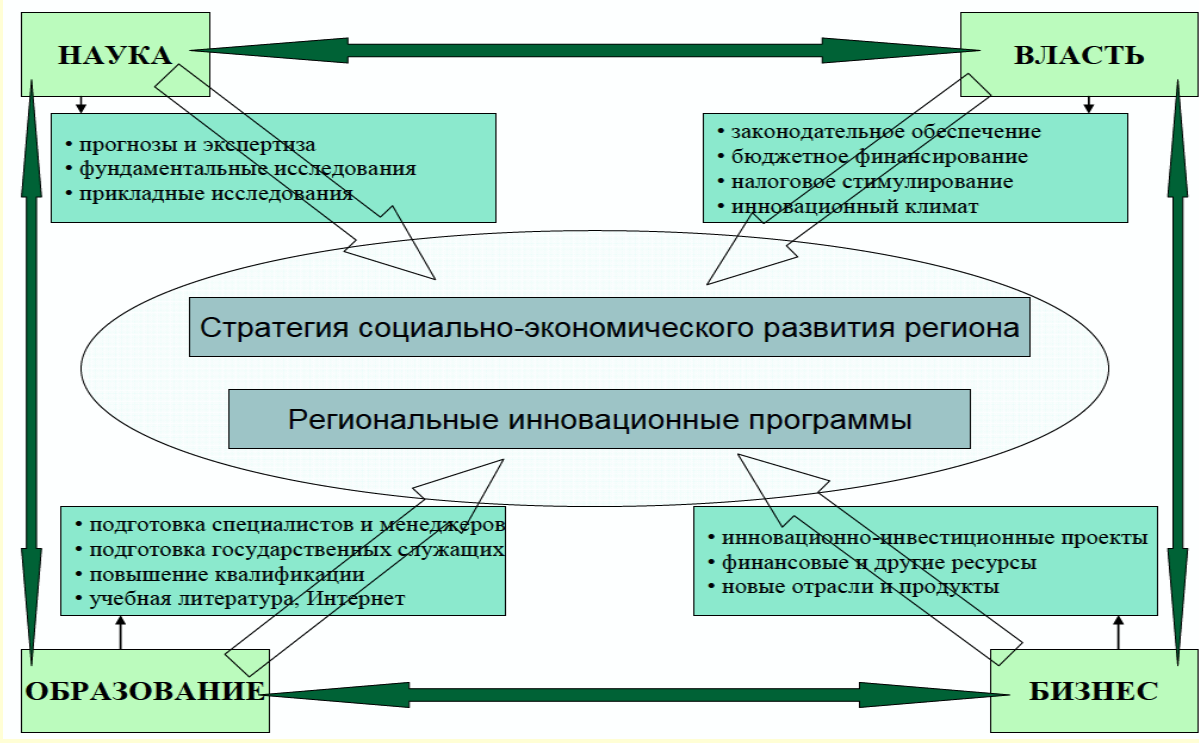 НАУКА
ВЛАСТЬ
• прогнозы и экспертиза
• фундаментальные исследования
• прикладные исследования
• законодательное обеспечение
• бюджетное финансирование
• налоговое стимулирование
• инновационный климат
Стратегия социально-экономического развития региона
Региональные инновационные программы
• подготовка специалистов и менеджеров
• подготовка государственных служащих
• повышение квалификации
• учебная литература, Интернет
• инновационно-инвестиционные проекты
• финансовые и другие ресурсы
• новые отрасли и продукты
ОБРАЗОВАНИЕ
БИЗНЕС